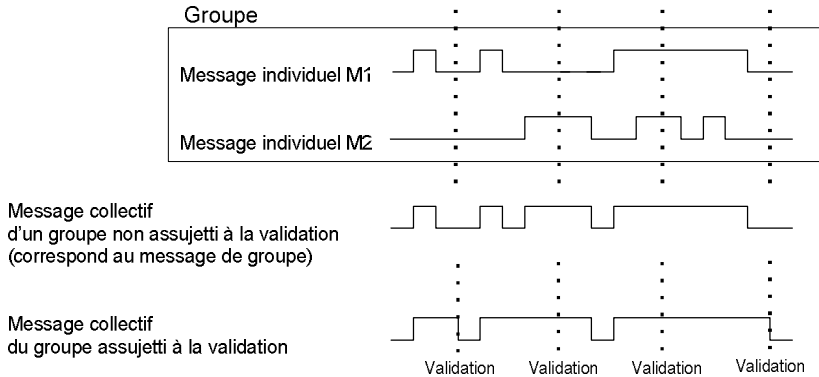 Groupe
Message individuel M1
Message individuel M2
Message collectif
d'un groupe non assujetti à la validation
(correspond au message de groupe)
Message collectif
du groupe assujetti à la validation
Validation Validation Validation Validation